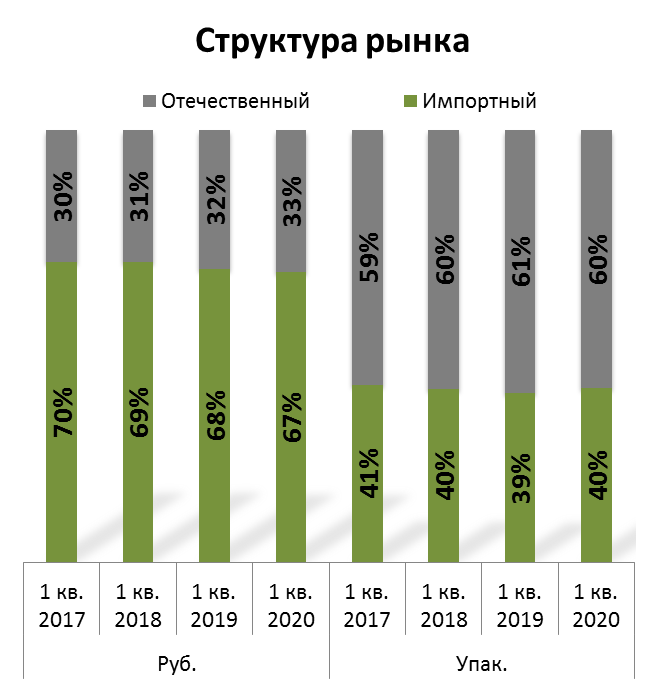 Структура рынка
Отечественный Импортный
30% 31% 32% 33% 59% 60% 61% 60%
70% 69% 68% 67% 41% 40% 39% 40%
1 кв. 1 кв. 1 кв. 1 кв. 1 кв. 1 кв. 1 кв. 1 кв.
2017 2018 2019 2020 2017 2018 2019 2020
Руб. Упак.